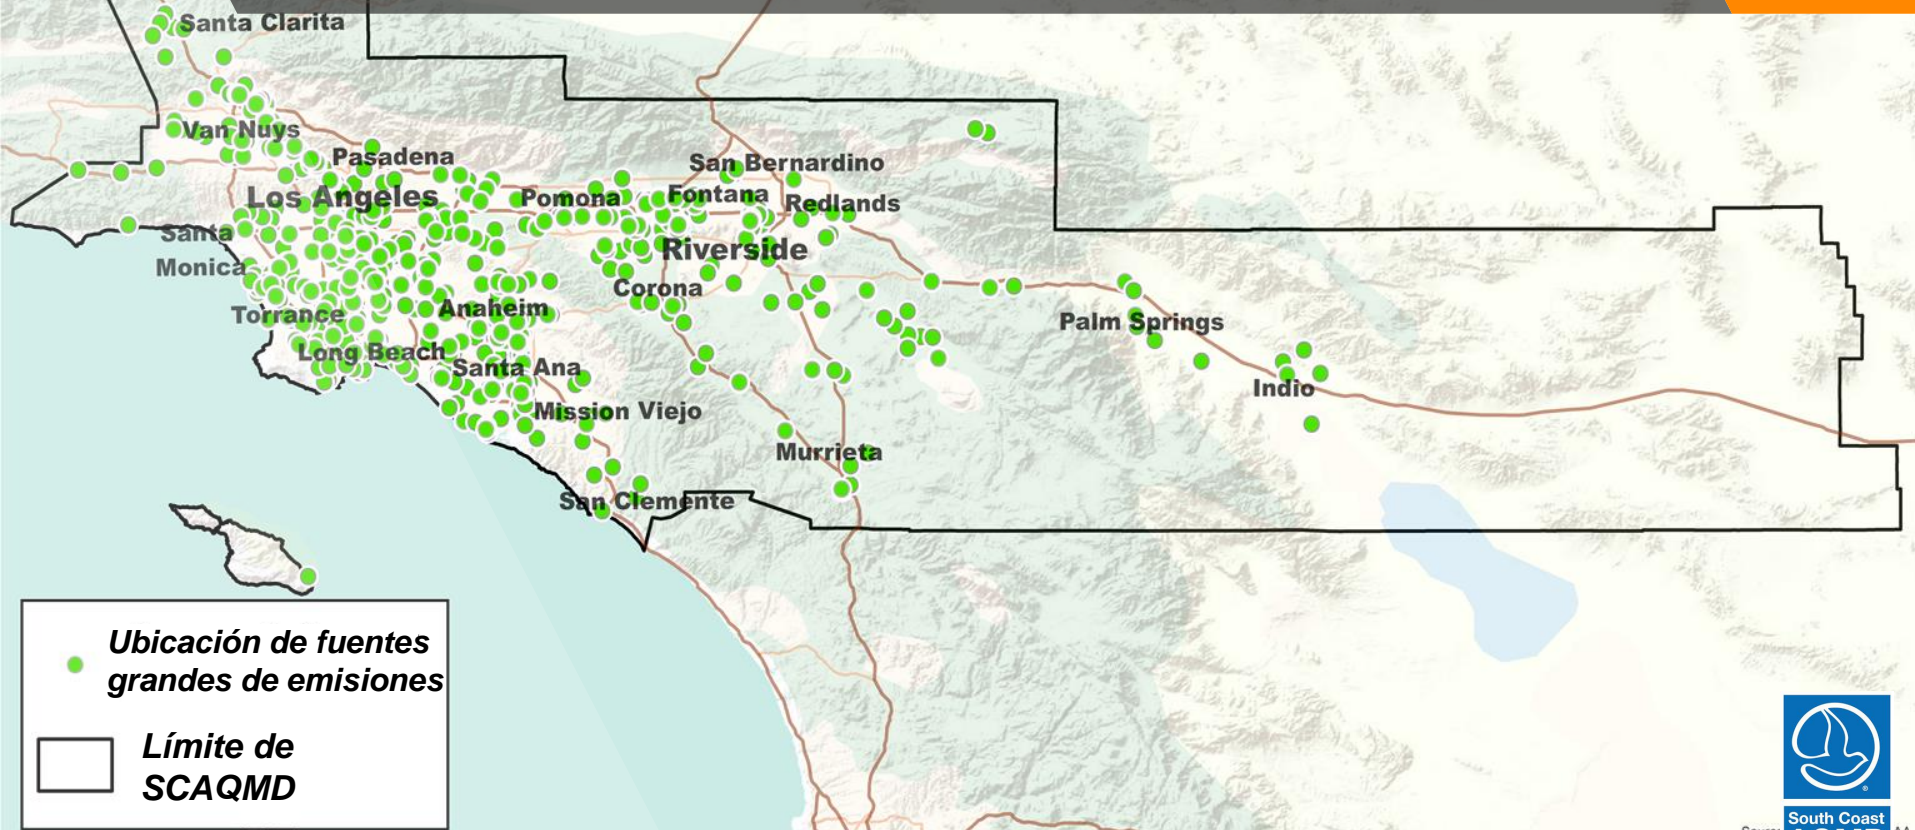 Santa Clarita
Van Nuys
Pasadena
San Bernardino
Los Angeles
Pomona
Fontana
Redlands
Santa
Monica
Riverside
Corona
Torrance
Anaheim
Palm Springs
Long Beach
Santa Ana
Indio
Mission Viejo
Murrieta
San Clemente
Ubicación de fuentes
grandes de emisiones
Límite de
SCAQMD
South Coast